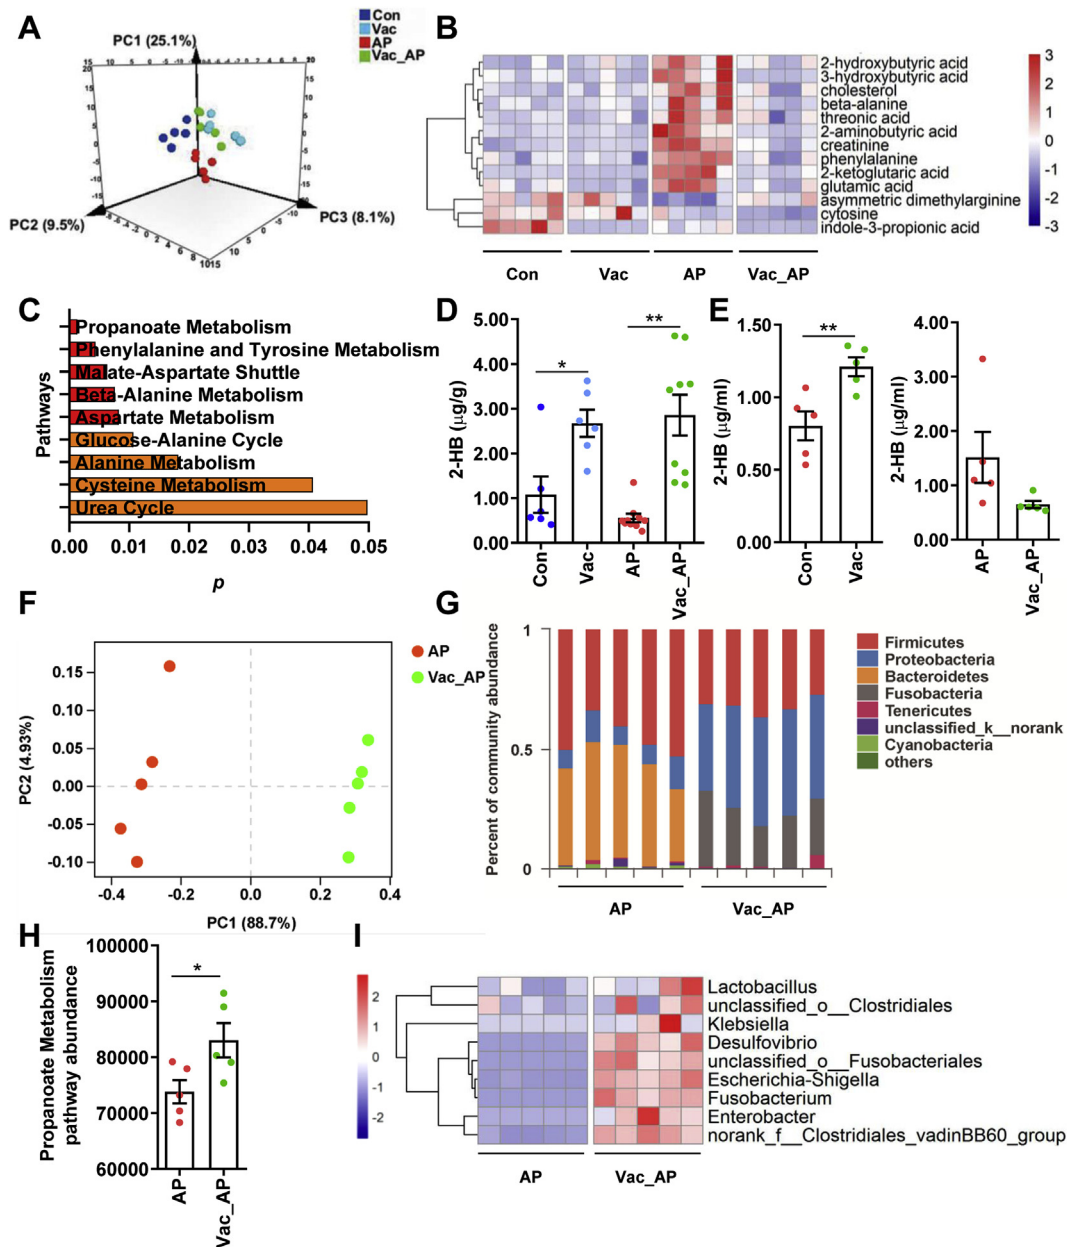 A
Con
Vac
AP
Vac_AP
PC1 (25.1%)
PC2 (9.5%)
PC3 (8.1%)
B
2-hydroxybutyric acid
3-hydroxybutyric acid
cholesterol
beta-alanine
threonic acid
2-aminobutyric acid
creatinine
phenylalanine
2-ketoglutaric acid
glutamic acid
asymmetric dimethylarginine
cytosine
indole-3-propionic acid
3
2
1
0
-1
-2
-3
Con Vac AP Vac_AP
C
Pathways
Propanoate Metabolism
Phenylalanine and Tyrosine Metabolism
Malate-Aspartate Shuttle
Beta-Alanine Metabolism
Aspartate Metabolism
Glucose-Alanine Cycle
Alanine Metabolism
Cysteine Metabolism
Urea Cycle
0.00 0.01 0.02 0.03 0.04 0.05
p
D
2-HB (μg/g)
5.00
4.00
3.00
2.00
1.00
0.00
*
**
Con Vac AP Vac_AP
E
2-HB (μg/ml)
1.50
1.00
0.50
0.00
**
Con Vac
2-HB (μg/ml)
4.00
3.00
2.00
1.00
0.00
AP Vac_AP
F
AP
Vac_AP
PC2 (4.93%)
0.15
0.10
0.05
0.00
-0.05
-0.10
-0.4 -0.2 0.0 0.2 0.4
PC1 (88.7%)
G
Percent of community abundance
1
0.5
0
AP Vac_AP
Firmicutes
Proteobacteria
Bacteroidetes
Fusobacteria
Tenericutes
unclassified_k__norank
Cyanobacteria
others
H
Propanoate Metabolism
pathway abundance
100000
90000
80000
70000
60000
*
AP Vac_AP
I
2
1
0
-1
-2
Lactobacillus
unclassified_o__Clostridiales
Klebsiella
Desulfovibrio
unclassified_o__Fusobacteriales
Escherichia-Shigella
Fusobacterium
Enterobacter
norank_f__Clostridiales_vadinBB60_group
AP Vac_AP